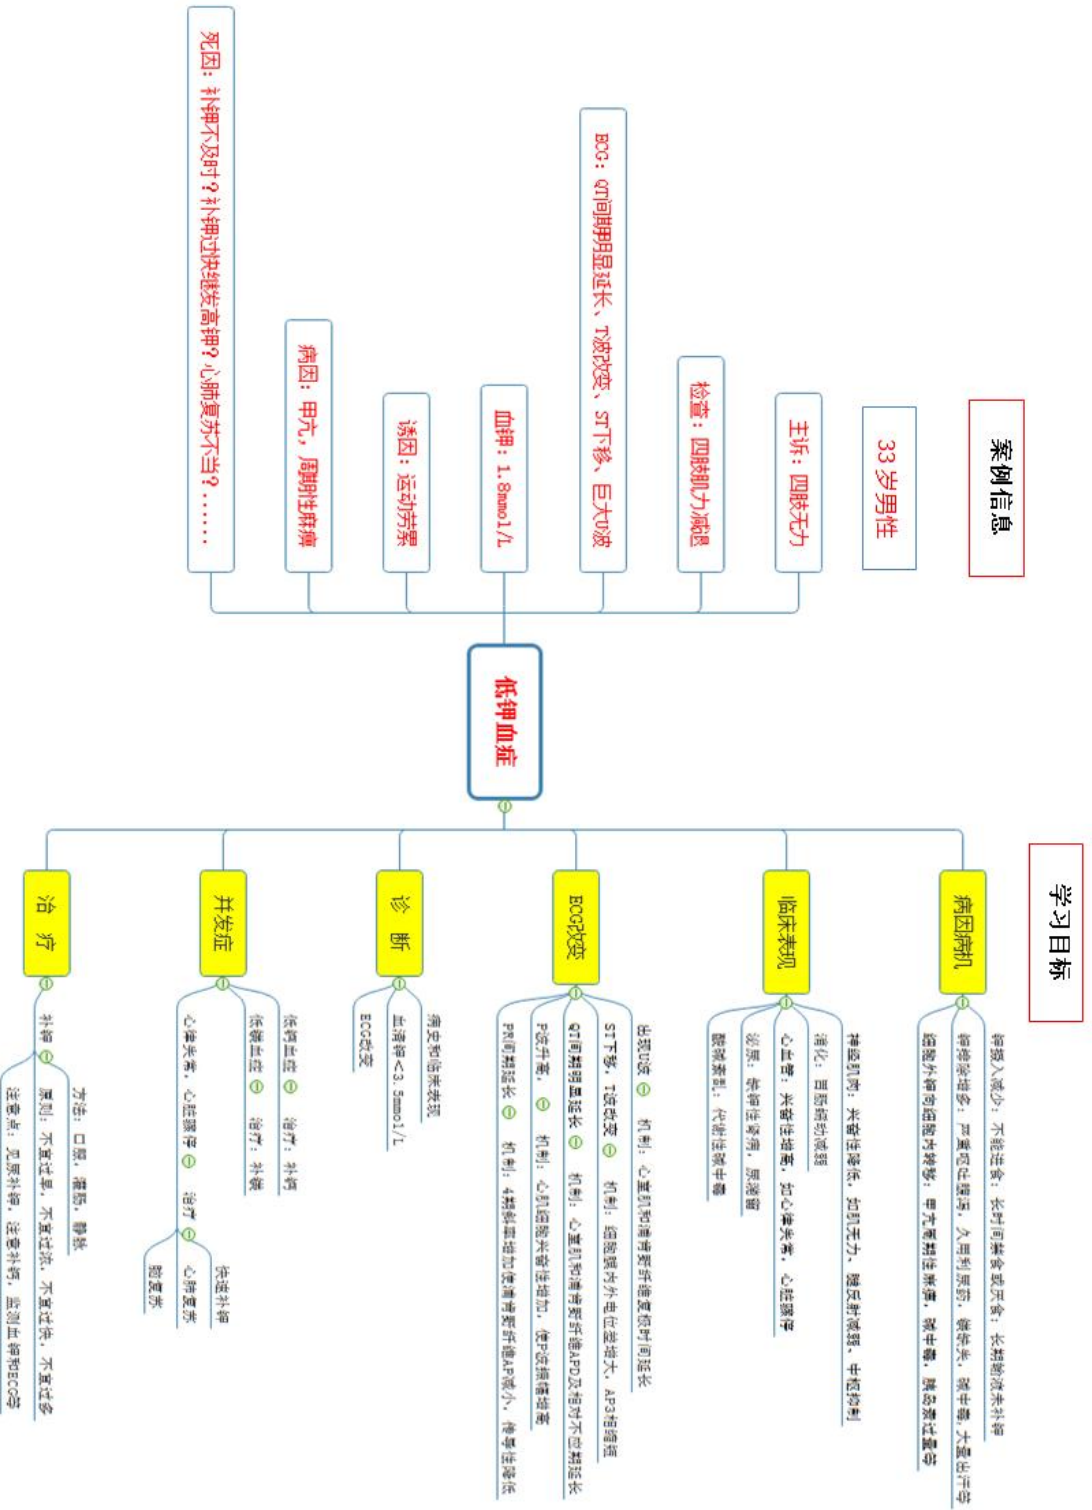 案例信息
33岁男性
主诉：四肢无力
检查：四肢肌力减退
ECG：QT间期明显延长、T波改变、ST下移、巨大U波
血钾：1.8mmol/L
诱因：运动劳累
病因：甲亢，周期性麻痹
死因：补钾不及时？补钾过快继发高钾？心肺复苏不当？......
低钾血症
学习目标
病因病机
钾摄入减少：不能进食；长时间禁食或厌食；长期输液未补钾
钾排除增多：严重呕吐腹泻，久用利尿药，镁缺失，碱中毒，大量出汗等
细胞外钾向细胞内转移：甲亢周期性麻痹，碱中毒，胰岛素过量等
临床表现
神经肌肉：兴奋性降低，如肌无力、腱反射减弱、中枢抑制
消化：胃肠蠕动减弱
心血管：兴奋性增高，如心律失常，心脏骤停
泌尿：低钾性肾病，尿潴留
酸碱紊乱：代谢性碱中毒
ECG改变
出现U波 机制：心室肌和浦肯野纤维复极时间延长
ST下移，T波改变 机制：细胞膜内外电位差增大，AP3相缩短
QT间期明显延长 机制：心室肌和浦肯野纤维APD及相对不应期延长
P波升高， 机制：心肌细胞兴奋性增加，使P波振幅增高
PR间期延长 机制：4期斜率增加使浦肯野纤维AP减小，传导性降低
诊 断
病史和临床表现
血清钾<3.5mmol/L
ECG改变
并发症
低钙血症 治疗：补钙
低镁血症 治疗：补镁
心律失常，心脏骤停 治疗
快速补钾
心肺复苏
脑复苏
治 疗
补钾
方法：口服，灌肠，静脉
原则：不宜过早，不宜过浓，不宜过快，不宜过多
注意点：见尿补钾，注意补钙，监测血钾和ECG等